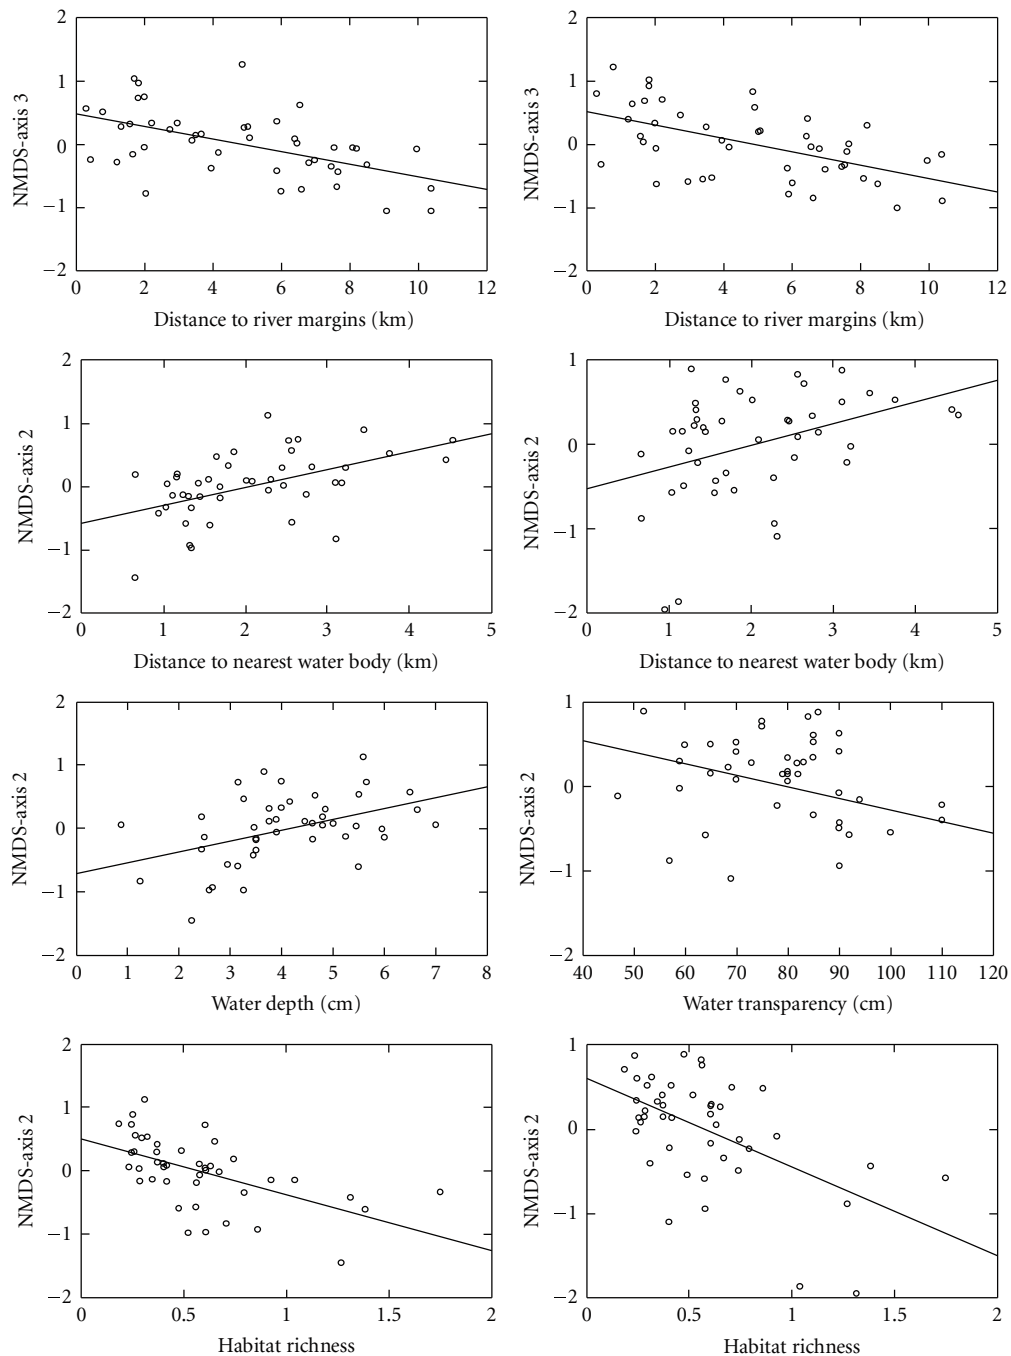 2 2
1 1
0 0
−1 −1
−2 −2
0 2 4 6 8 10 12 0 2 4 6 8 10 12
NMDS-axis 3 NMDS-axis 3
Distance to river margins (km) Distance to river margins (km)
2 1
1 0
0 −1
−1 −2
−2
0 1 2 3 4 5 0 1 2 3 4 5
NMDS-axis 2 NMDS-axis 2
Distance to nearest water body (km) Distance to nearest water body (km)
2 1
1 0
0 −1
−1 −2
−2
0 1 2 3 4 5 6 7 8 40 50 60 70 80 90 100 110 120
NMDS-axis 2 NMDS-axis 2
Water depth (cm) Water transparency (cm)
2 1
1 0
0 −1
−1 −2
−2
0 0.5 1 1.5 2 0 0.5 1 1.5 2
NMDS-axis 2 NMDS-axis 2
Habitat richness Habitat richness